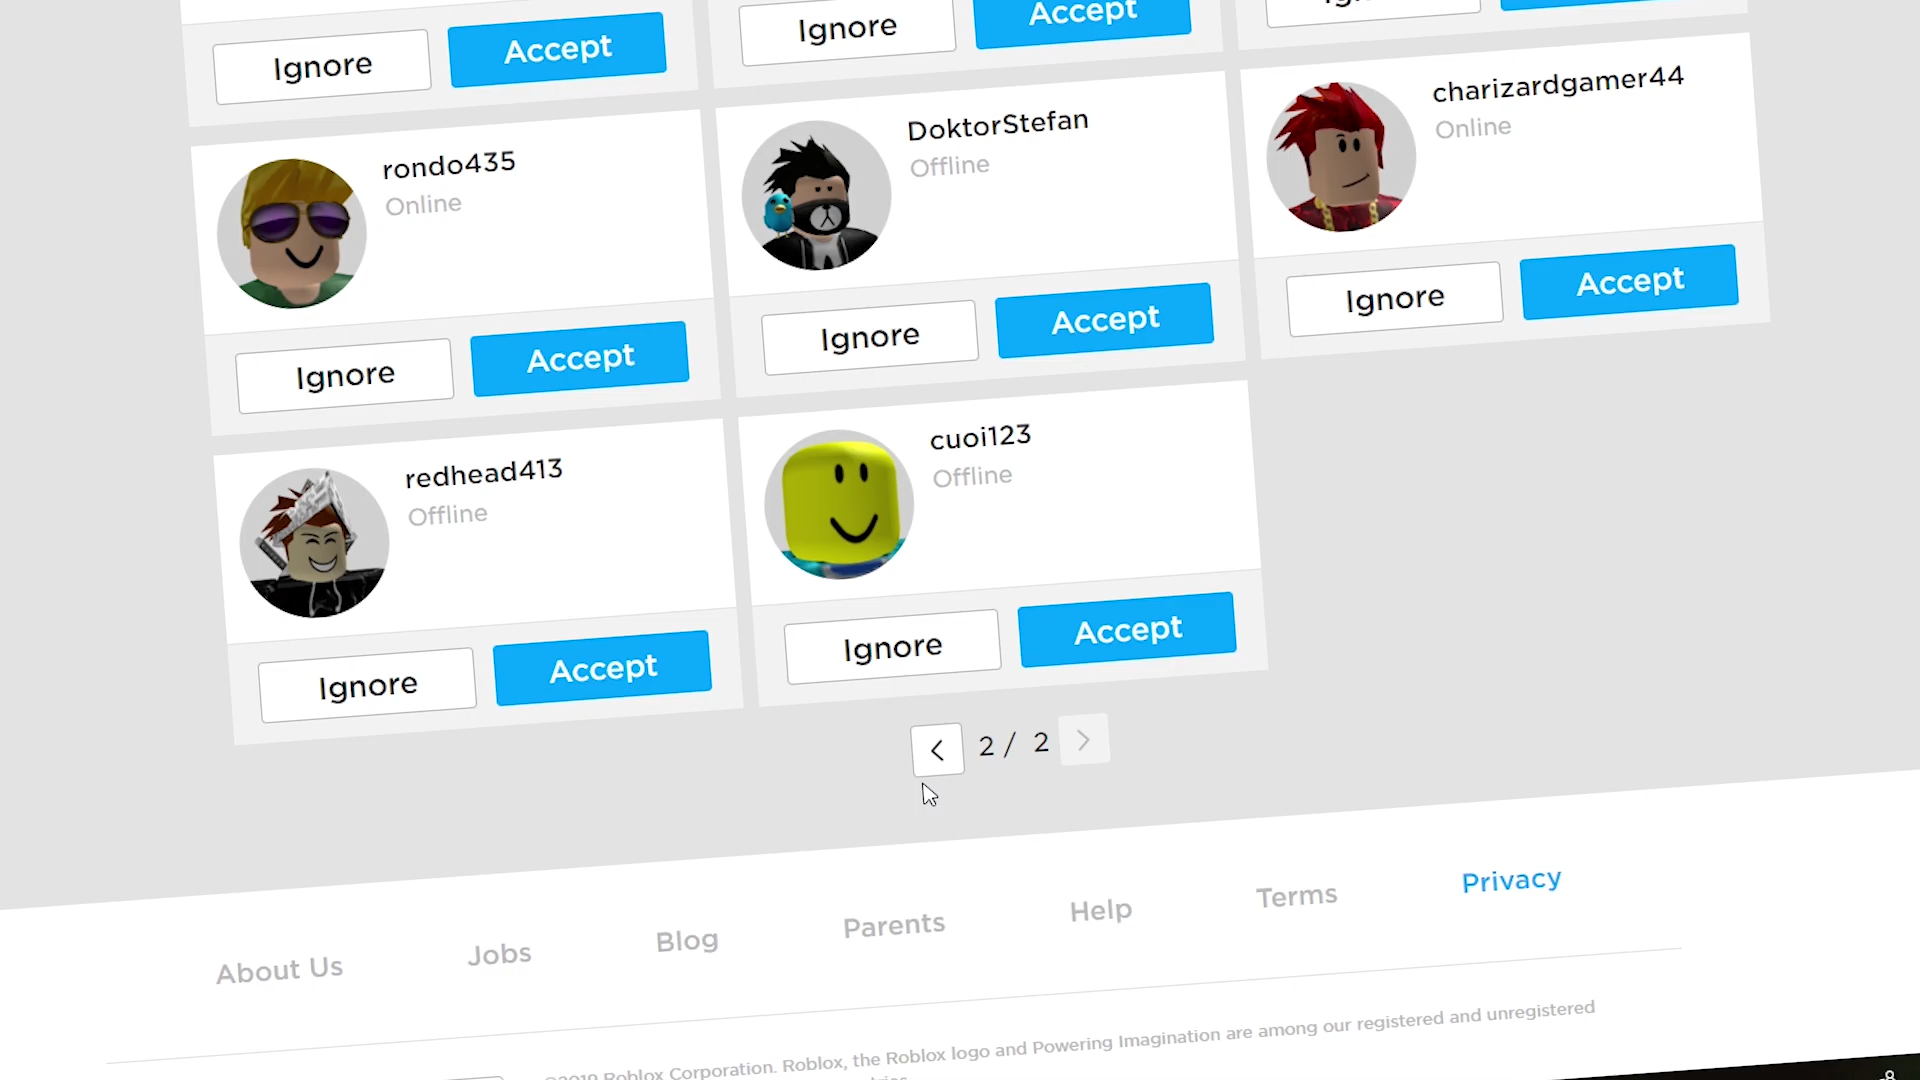 Ignore Accept
Ignore Accept
rondo435
Online
Ignore Accept
DoktorStefan
Offline
Ignore Accept
charizardgamer44
Online
Ignore Accept
redhead413
Offline
Ignore Accept
cuoi123
Offline
Ignore Accept
2 / 2
About Us Jobs Blog Parents Help Terms Privacy
©2019 Roblox Corporation. Roblox, the Roblox logo and Powering Imagination are among our registered and unregistered